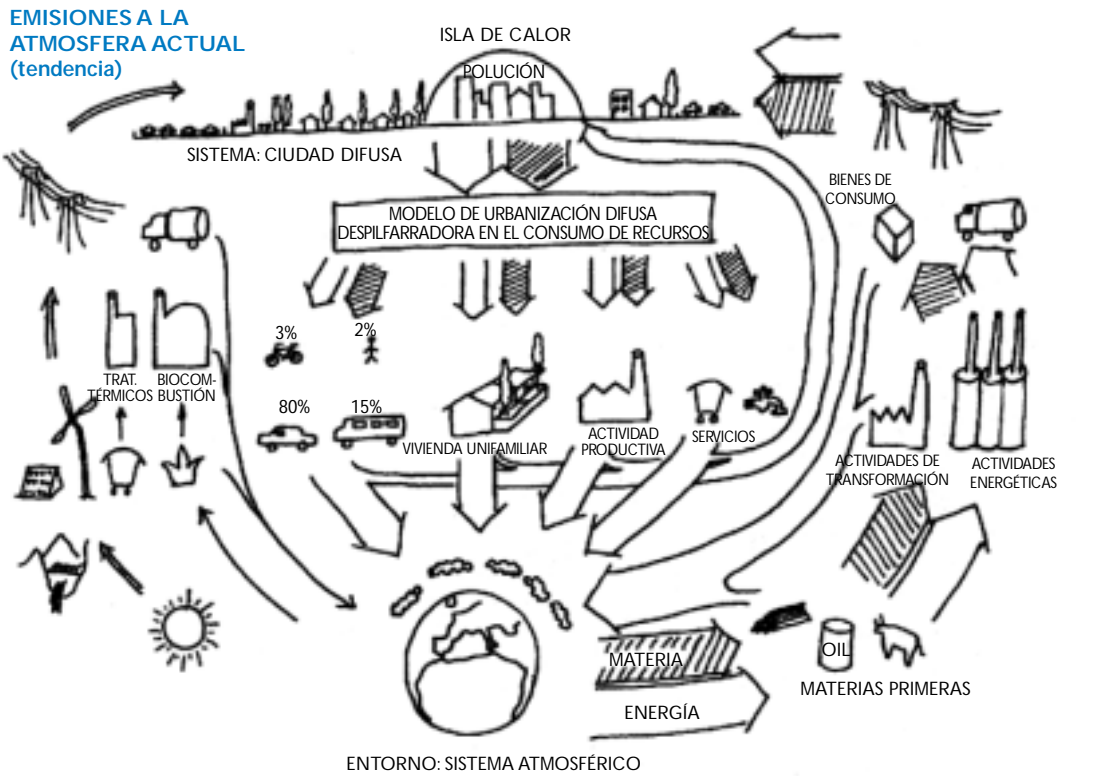 EMISIONES A LA
ATMOSFERA ACTUAL
(tendencia)
ISLA DE CALOR
POLUCIÓN
SISTEMA: CIUDAD DIFUSA
BIENES DE
CONSUMO
MODELO DE URBANIZACIÓN DIFUSA
DESPILFARRADORA EN EL CONSUMO DE RECURSOS
3%
2%
TRAT.
TÉRMICOS
BIOCOM-
BUSTIÓN
80%
15%
VIVIENDA UNIFAMILIAR
ACTIVIDAD
PRODUCTIVA
SERVICIOS
ACTIVIDADES DE
TRANSFORMACIÓN
ACTIVIDADES
ENERGÉTICAS
MATERIA
ENERGÍA
OIL
MATERIAS PRIMERAS
ENTORNO: SISTEMA ATMOSFÉRICO